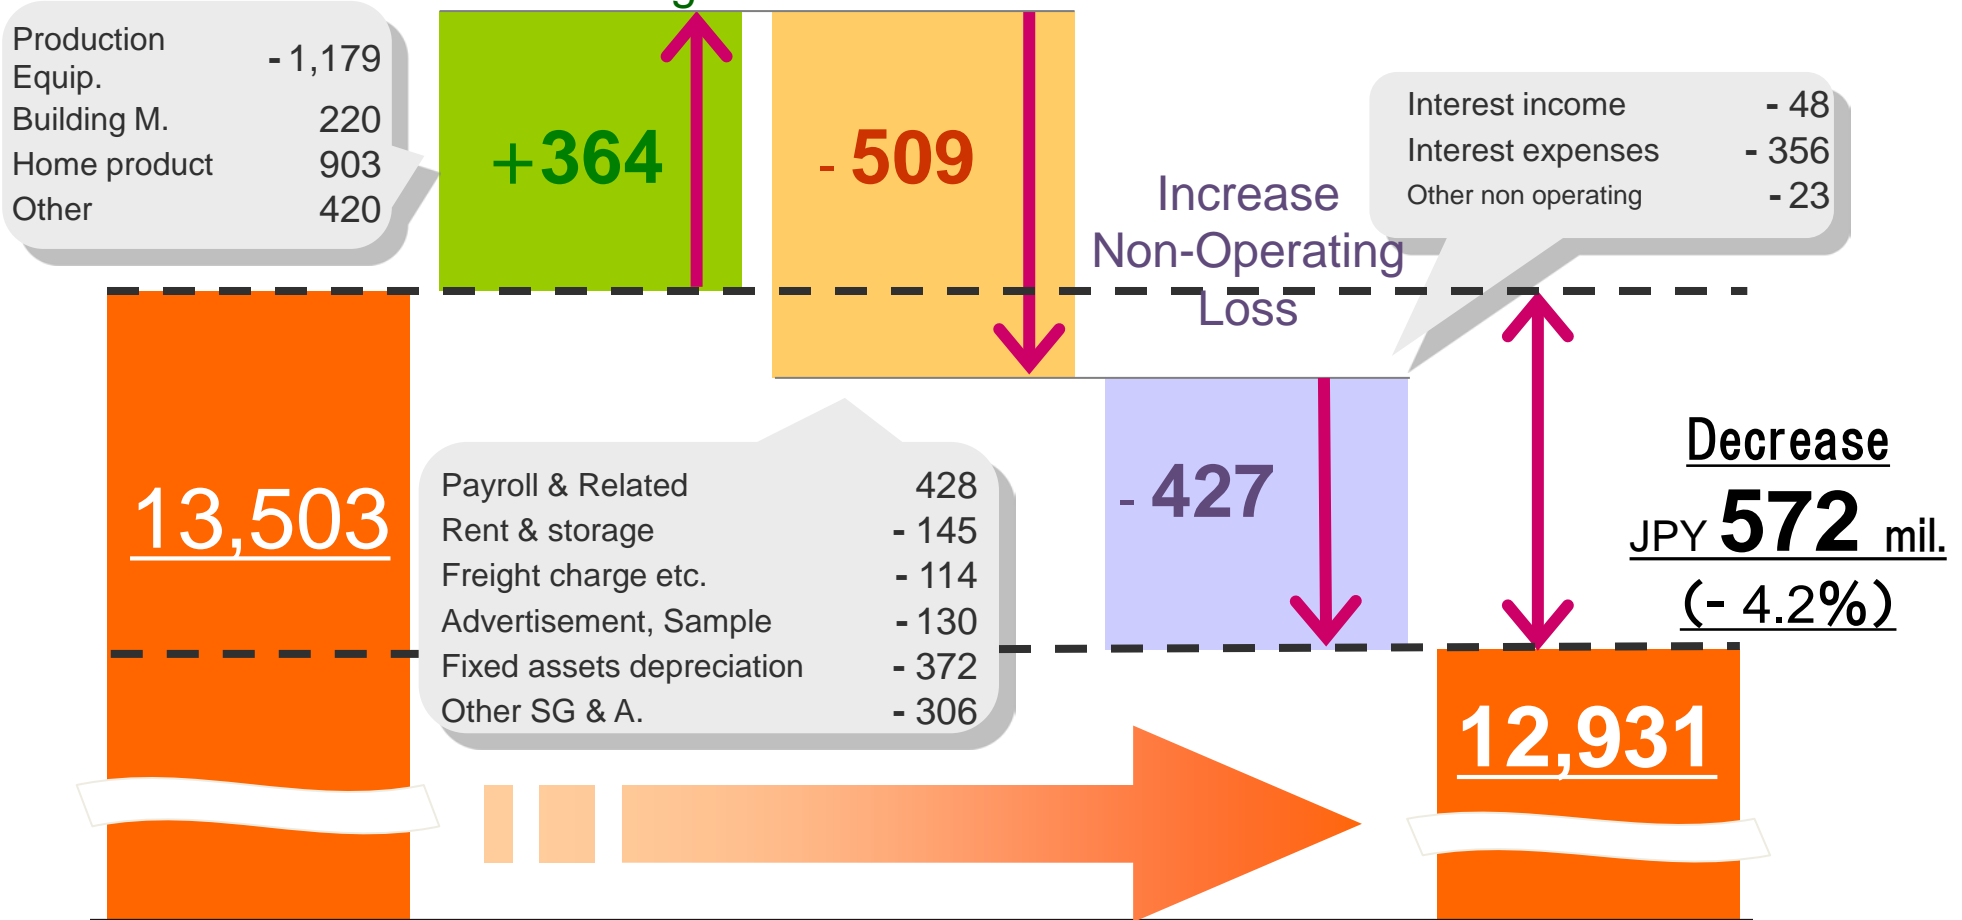 Production
Equip. - 1,179
Building M. 220
Home product 903
Other 420
+364
- 509
Interest income - 48
Interest expenses - 356
Other non operating - 23
Increase
Non-Operating
Loss
13,503
Payroll & Related 428
Rent & storage - 145
Freight charge etc. - 114
Advertisement, Sample - 130
Fixed assets depreciation - 372
Other SG & A. - 306
- 427
Decrease
JPY 572 mil.
(- 4.2%)
12,931